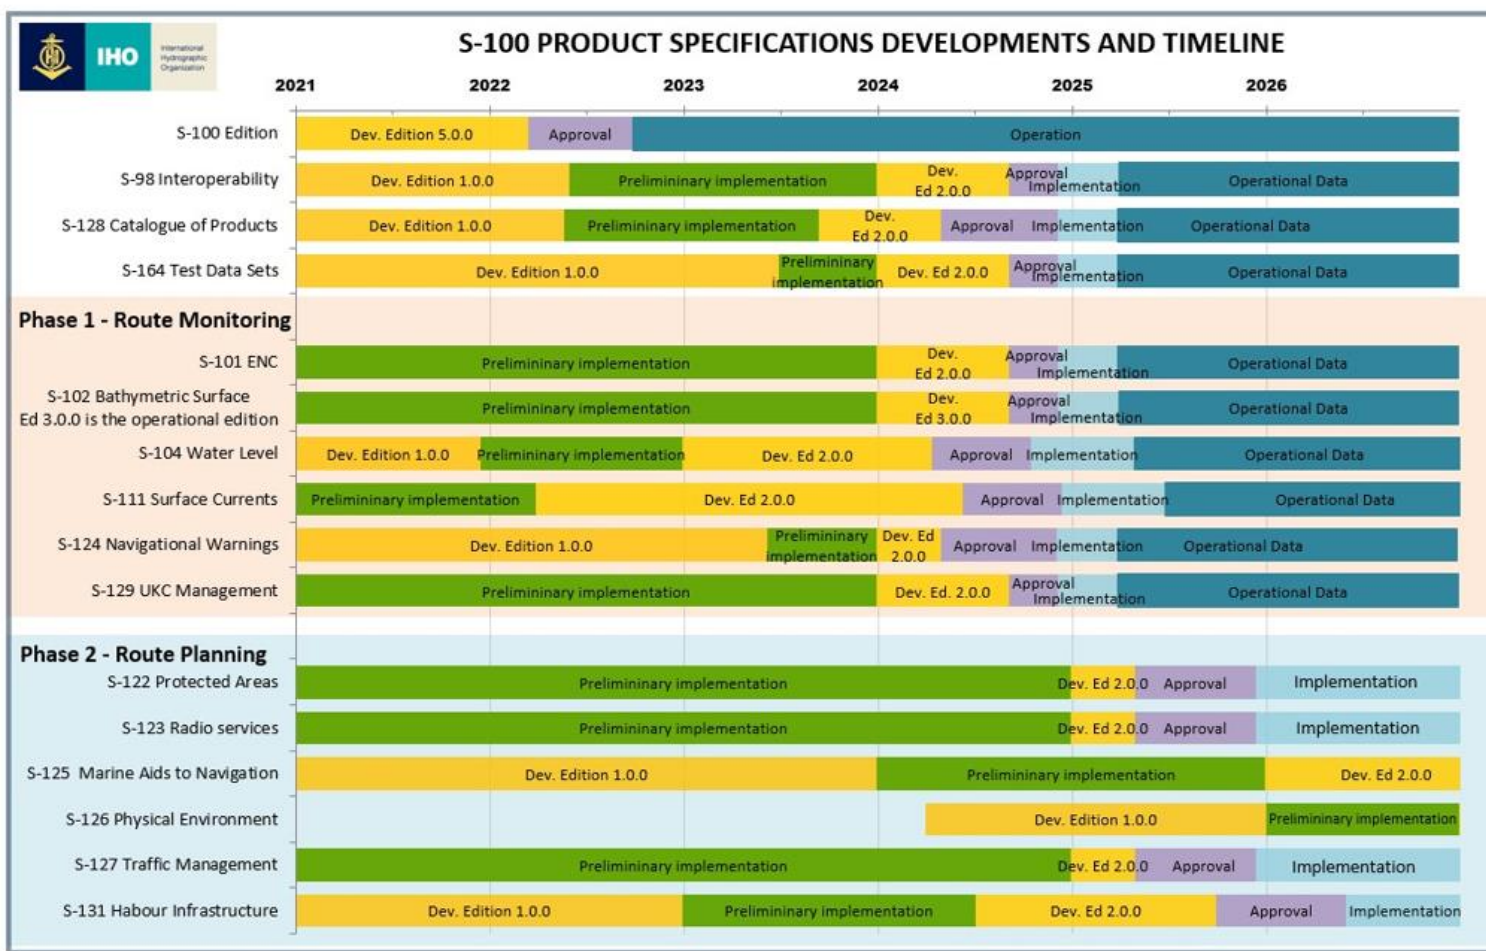 IHO
International
Hydrographic
Organization
S-100 PRODUCT SPECIFICATIONS DEVELOPMENTS AND TIMELINE
2021 2022 2023 2024 2025 2026
S-100 Edition Dev. Edition 5.0.0 Approval Operation
S-98 Interoperability Dev. Edition 1.0.0 Prelimininary implementation Dev.
Ed 2.0.0 Approval
Implementation Operational Data
S-128 Catalogue of Products Dev. Edition 1.0.0 Prelimininary implementation Dev.
Ed 2.0.0 Approval Implementation Operational Data
S-164 Test Data Sets Dev. Edition 1.0.0 Prelimininary
implementation Dev. Ed 2.0.0 Approval
Implementation Operational Data
Phase 1 - Route Monitoring
S-101 ENC Prelimininary implementation Dev.
Ed 2.0.0 Approval
Implementation Operational Data
S-102 Bathymetric Surface
Ed 3.0.0 is the operational edition Prelimininary implementation Dev.
Ed 3.0.0 Approval
Implementation Operational Data
S-104 Water Level Dev. Edition 1.0.0 Prelimininary implementation Dev. Ed 2.0.0 Approval Implementation Operational Data
S-111 Surface Currents Prelimininary implementation Dev. Ed 2.0.0 Approval Implementation Operational Data
S-124 Navigational Warnings Dev. Edition 1.0.0 Prelimininary
implementation Dev. Ed
2.0.0 Approval Implementation Operational Data
S-129 UKC Management Prelimininary implementation Dev. Ed. 2.0.0 Approval
Implementation Operational Data
Phase 2 - Route Planning
S-122 Protected Areas Prelimininary implementation Dev. Ed 2.0.0 Approval Implementation
S-123 Radio services Prelimininary implementation Dev. Ed 2.0.0 Approval Implementation
S-125 Marine Aids to Navigation Dev. Edition 1.0.0 Prelimininary implementation Dev. Ed 2.0.0
S-126 Physical Environment Dev. Edition 1.0.0 Prelimininary implementation
S-127 Traffic Management Prelimininary implementation Dev. Ed 2.0.0 Approval Implementation
S-131 Habour Infrastructure Dev. Edition 1.0.0 Prelimininary implementation Dev. Ed 2.0.0 Approval Implementation